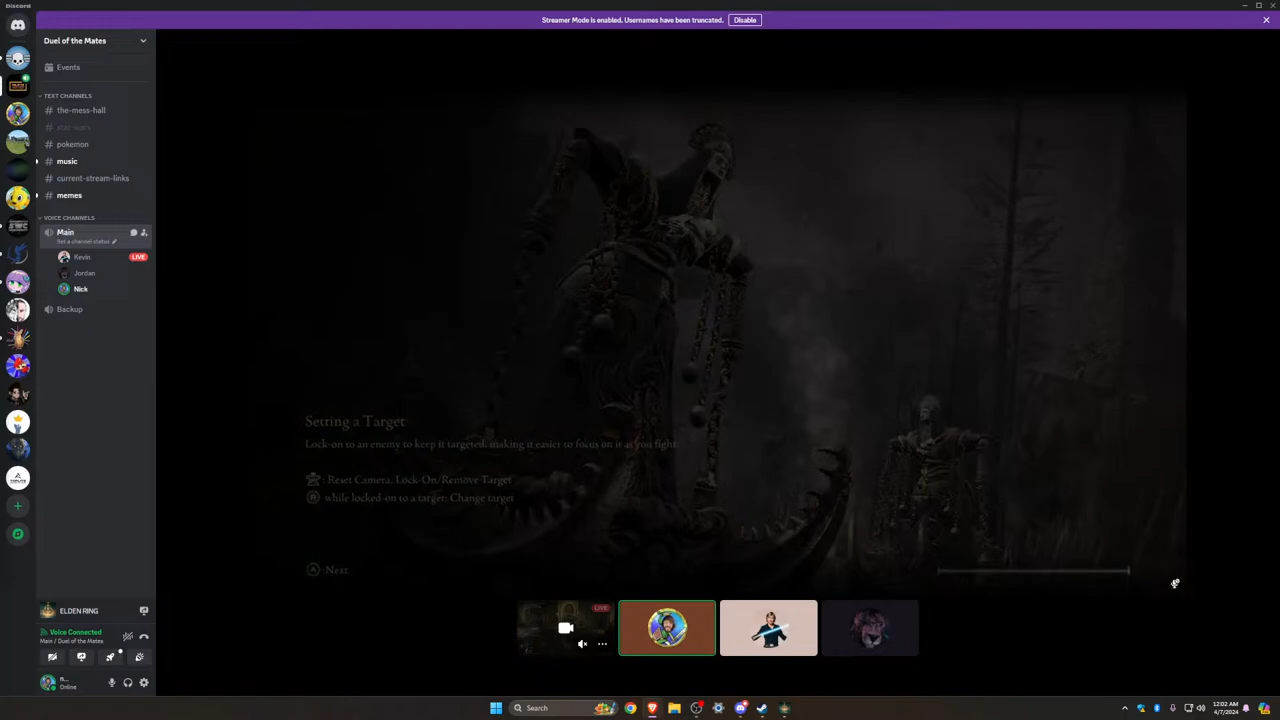 Discord
Streamer Mode is enabled. Usernames have been truncated. Disable
Duel of the Mates
Events
TEXT CHANNELS
the-mess-hall
star-wars
pokemon
music
current-stream-links
memes
VOICE CHANNELS
Main
Set a channel status
Kevin LIVE
Jordan
Nick
Backup
Setting a Target
Lock-on to an enemy to keep it targeted, making it easier to focus on it as you fight.
: Reset Camera, Lock-On/Remove Target
R while locked-on to a target: Change target
A :Next
LIVE
ELDEN RING
Voice Connected
Main / Duel of the Mates
n...
Online
Search
12:02 AM
4/7/2024